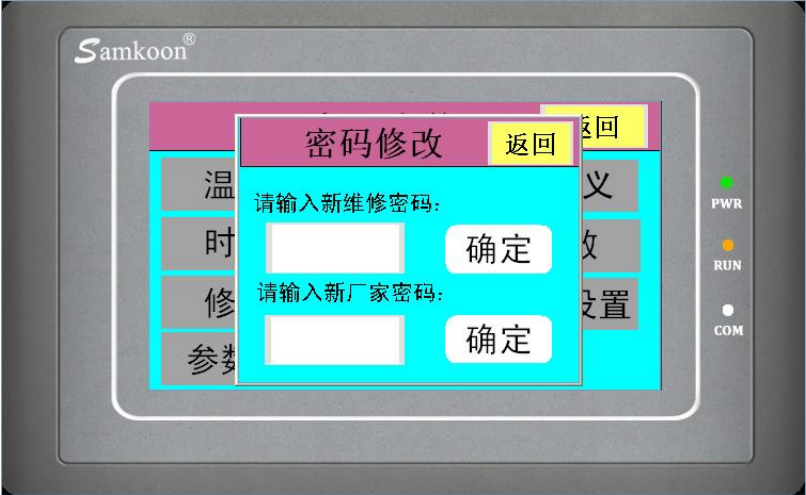 Samkoon®
返回
密码修改
返回
温
义
请输入新维修密码:
确定
时
修
请输入新厂家密码:
设置
确定
参数
PWR
RUN
COM